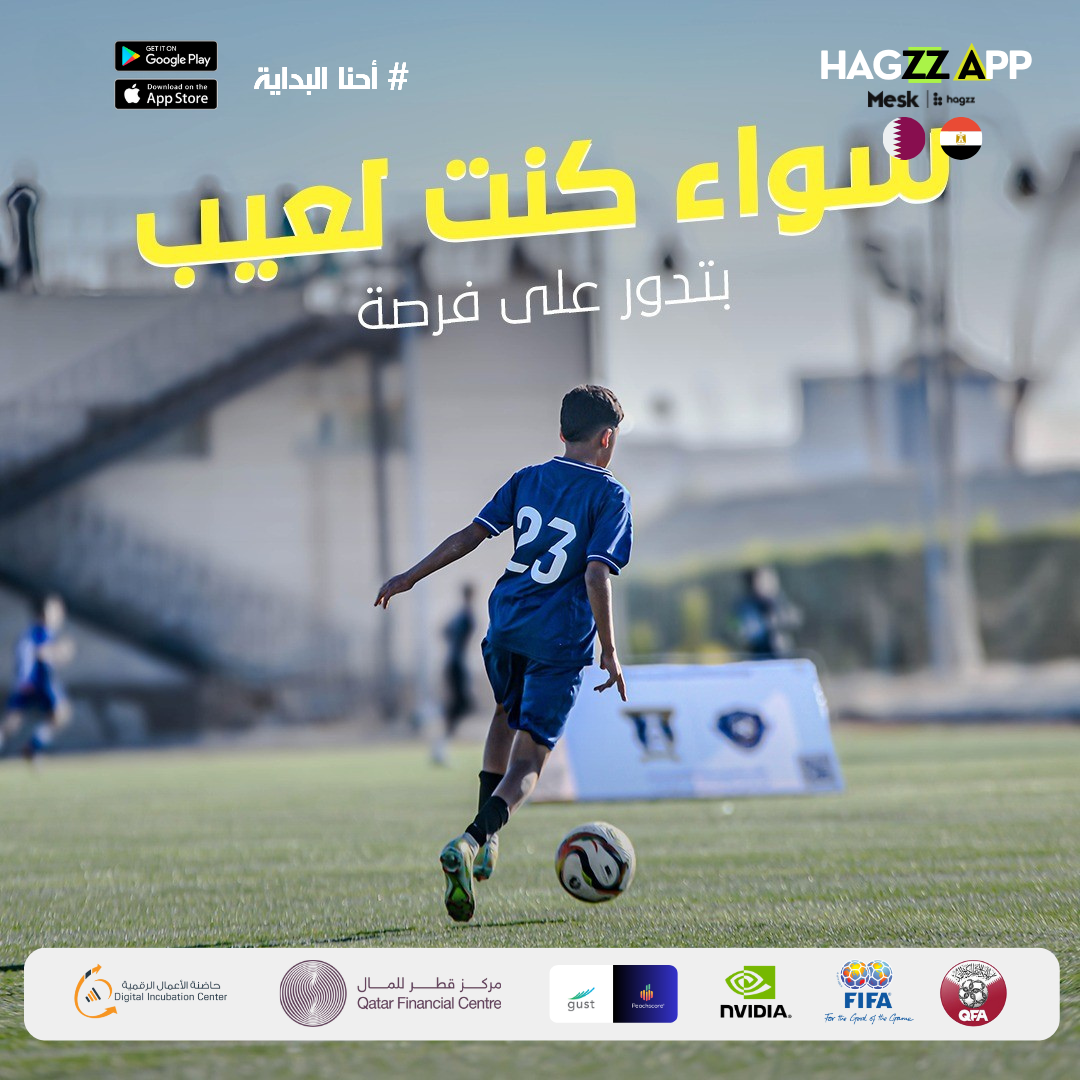 GET IT ON
Google Play
Download on the
App Store
# أحنا البداية
HAGZZ APP
Mesk | hagzz
سواء كنت لعيب
بتدور على فرصة
23
حاضنة الأعمال الرقمية
Digital Incubation Center
مركز قطر للمال
Qatar Financial Centre
gust
Peachscore
NVIDIA.
FIFA
For the Good of the Game
QFA